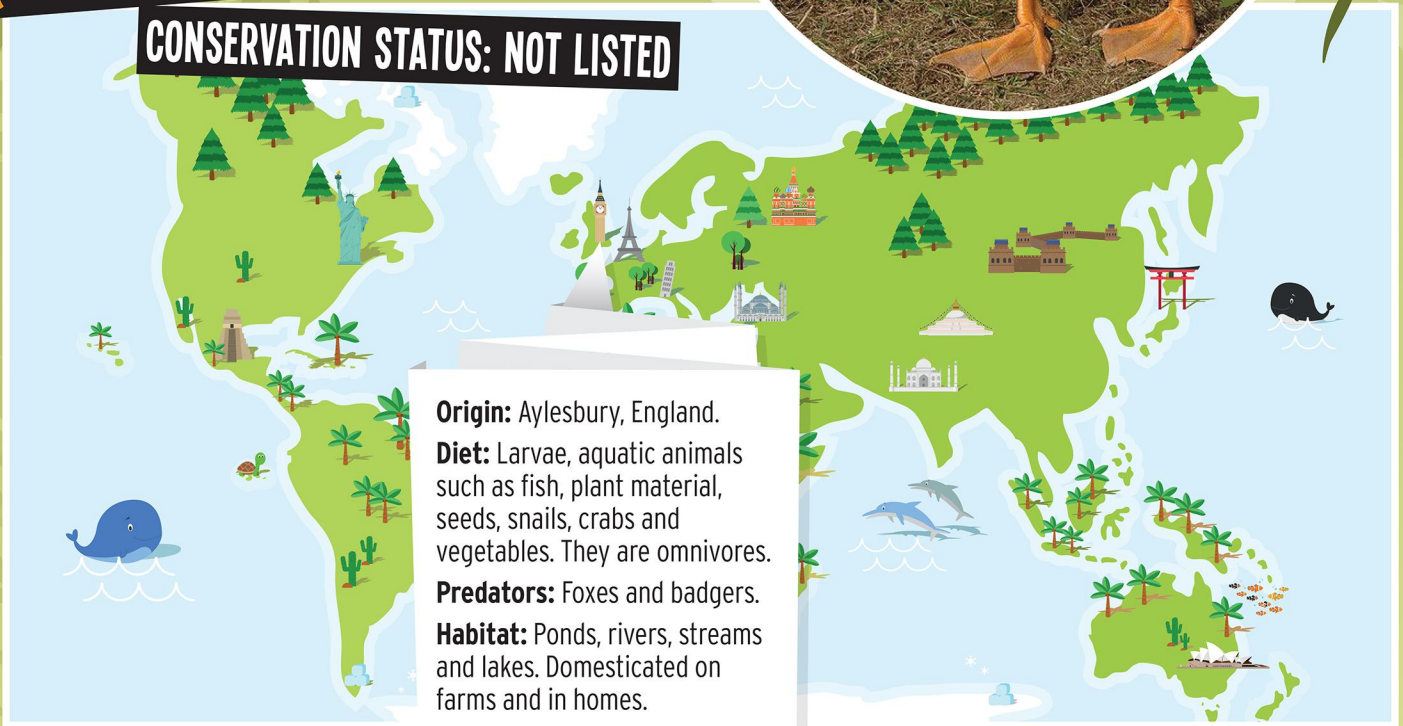 CONSERVATION STATUS: NOT LISTED
Origin: Aylesbury, England.
Diet: Larvae, aquatic animals
such as fish, plant material,
seeds, snails, crabs and
vegetables. They are omnivores.
Predators: Foxes and badgers.
Habitat: Ponds, rivers, streams
and lakes. Domesticated on
farms and in homes.